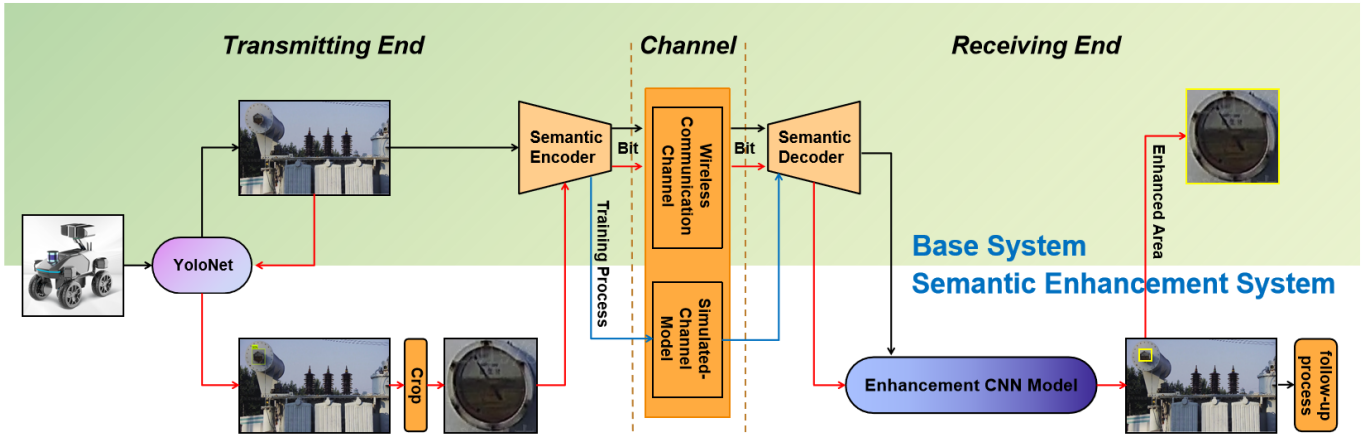 Transmitting End
Channel
Receiving End
Semantic
Encoder
Bit
Wireless
Communication
Channel
Bit
Semantic
Decoder
Enhanced Area
YoloNet
Training Process
Base System
Semantic Enhancement System
Simulated-
Channel
Model
Crop
Enhancement CNN Model
follow-up
process